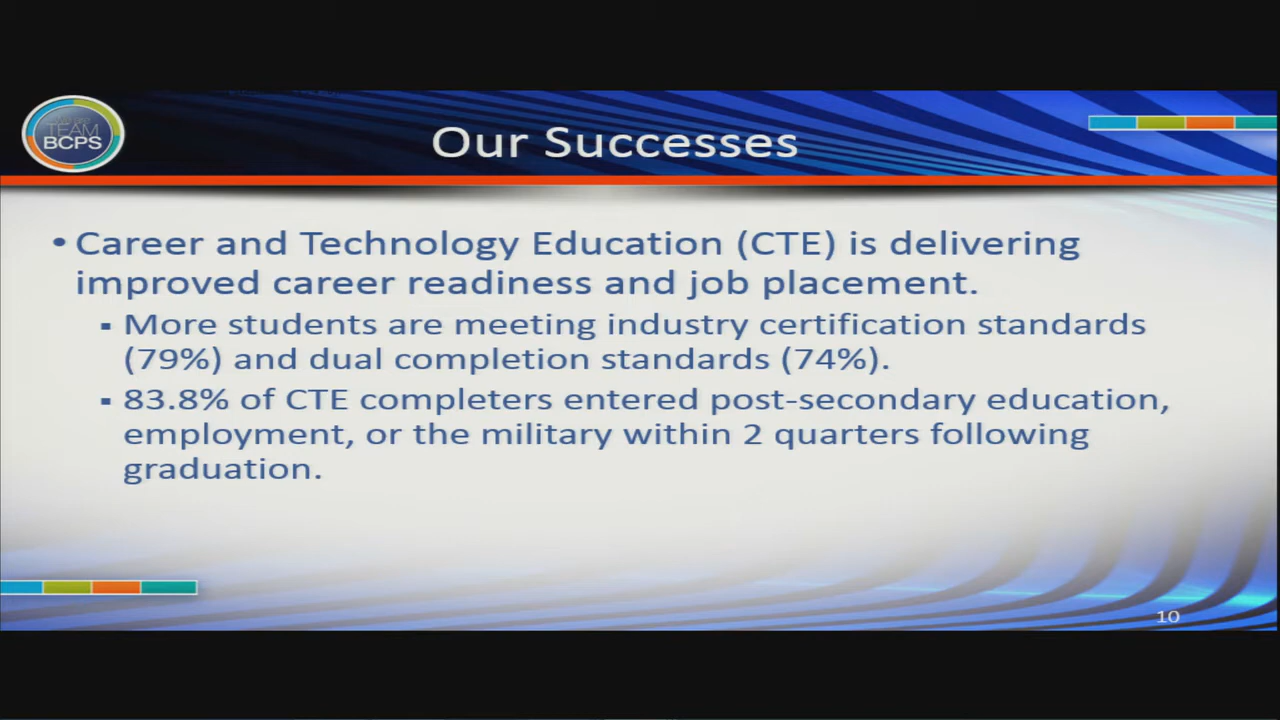 TEAM
BCPS
Our Successes
• Career and Technology Education (CTE) is delivering
improved career readiness and job placement.
▪ More students are meeting industry certification standards
(79%) and dual completion standards (74%).
▪ 83.8% of CTE completers entered post-secondary education,
employment, or the military within 2 quarters following
graduation.
10